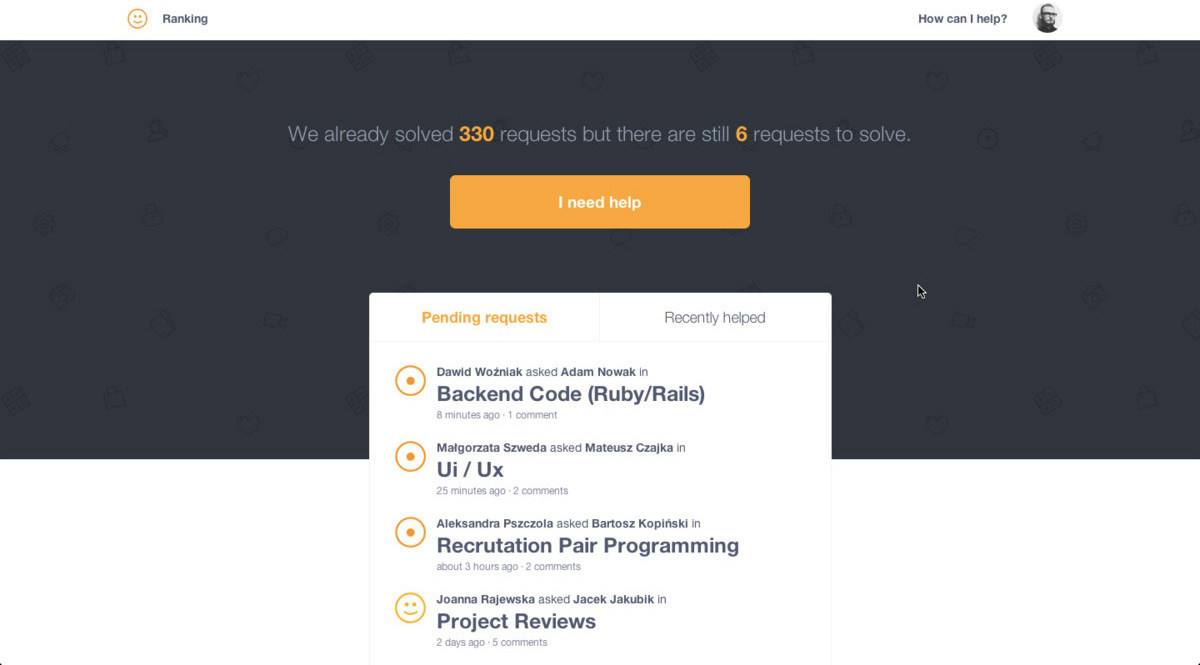 Ranking
How can I help?
We already solved 330 requests but there are still 6 requests to solve.
I need help
Pending requests
Recently helped
Dawid Woźniak asked Adam Nowak in
Backend Code (Ruby/Rails)
8 minutes ago · 1 comment
Małgorzata Szweda asked Mateusz Czajka in
Ui / Ux
25 minutes ago · 2 comments
Aleksandra Pszczola asked Bartosz Kopiński in
Recrutation Pair Programming
about 3 hours ago · 2 comments
Joanna Rajewska asked Jacek Jakubik in
Project Reviews
2 days ago · 5 comments